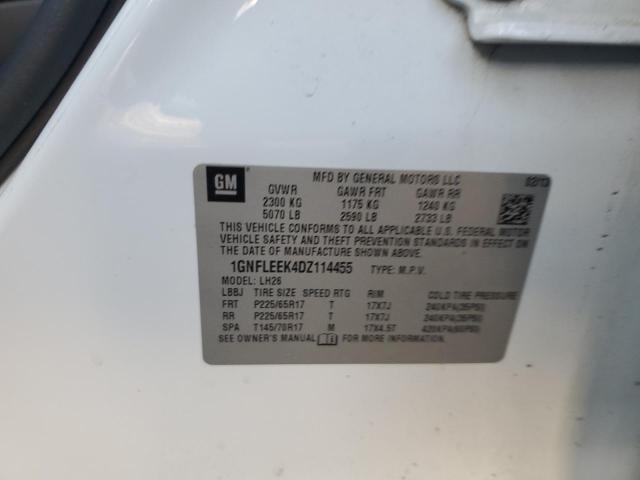 GM
MFD BY GENERAL MOTORS LLC 02/13
GVWR GAWR FRT GAWR RR
2300 KG 1175 KG 1240 KG
5070 LB 2590 LB 2733 LB
THIS VEHICLE CONFORMS TO ALL APPLICABLE U.S. FEDERAL MOTOR
VEHICLE SAFETY AND THEFT PREVENTION STANDARDS IN EFFECT ON
THE DATE OF MANUFACTURE SHOWN ABOVE.
1GNFLEEK4DZ114455 TYPE: M.P.V.
MODEL: LH26
LBBJ TIRE SIZE SPEED RTG RIM COLD TIRE PRESSURE
FRT P225/65R17 T 17X7J 240KPA(35PSI)
RR P225/65R17 T 17X7J 240KPA(35PSI)
SPA T145/70R17 M 17X4.5T 420KPA(60PSI)
SEE OWNER'S MANUAL FOR MORE INFORMATION.